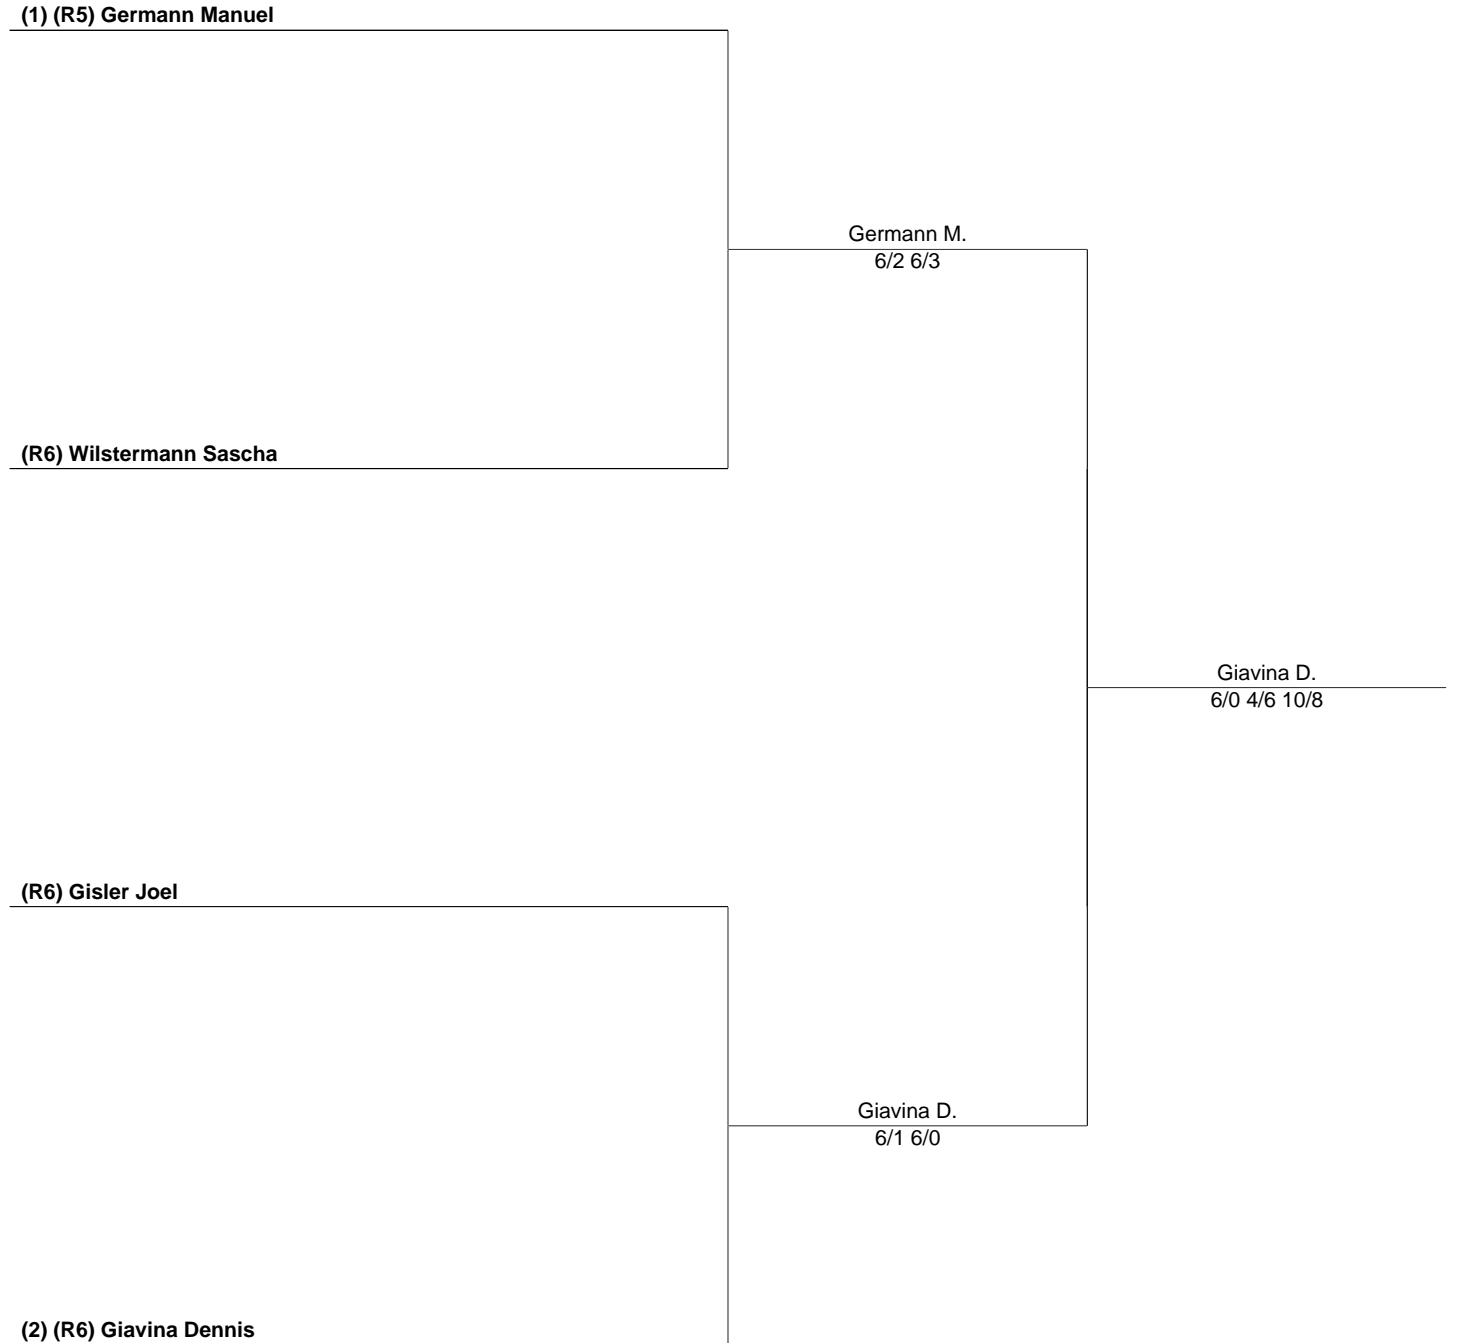 (1) (R5) Germann Manuel
Germann M.
6/2 6/3
(R6) Wilstermann Sascha
Giavina D.
6/0 4/6 10/8
(R6) Gisler Joel
Giavina D.
6/1 6/0
(2) (R6) Giavina Dennis